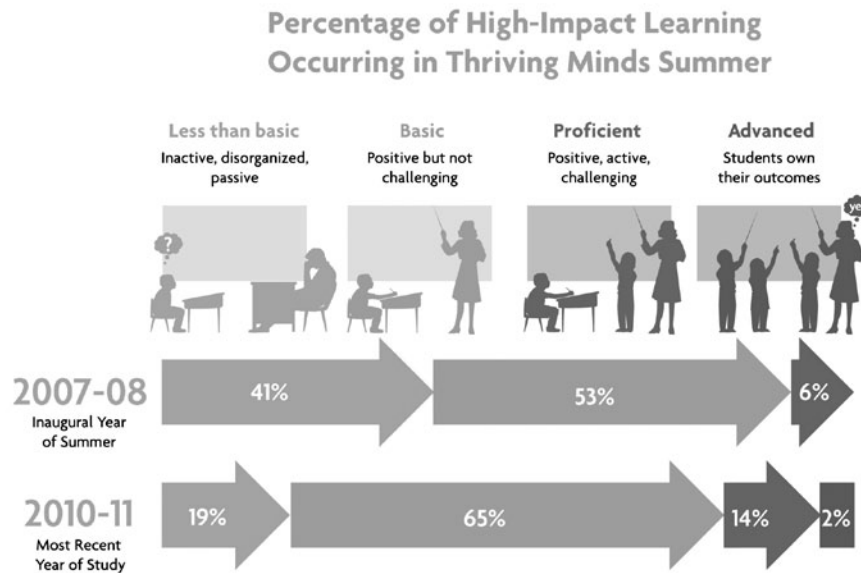 Percentage of High-Impact Learning
Occurring in Thriving Minds Summer
Less than basic
Inactive, disorganized,
passive
Basic
Positive but not
challenging
Proficient
Positive, active,
challenging
Advanced
Students own
their outcomes
?
2007-08
Inaugural Year
of Summer
41%
53%
6%
2010-11
Most Recent
Year of Study
19%
65%
14%
2%